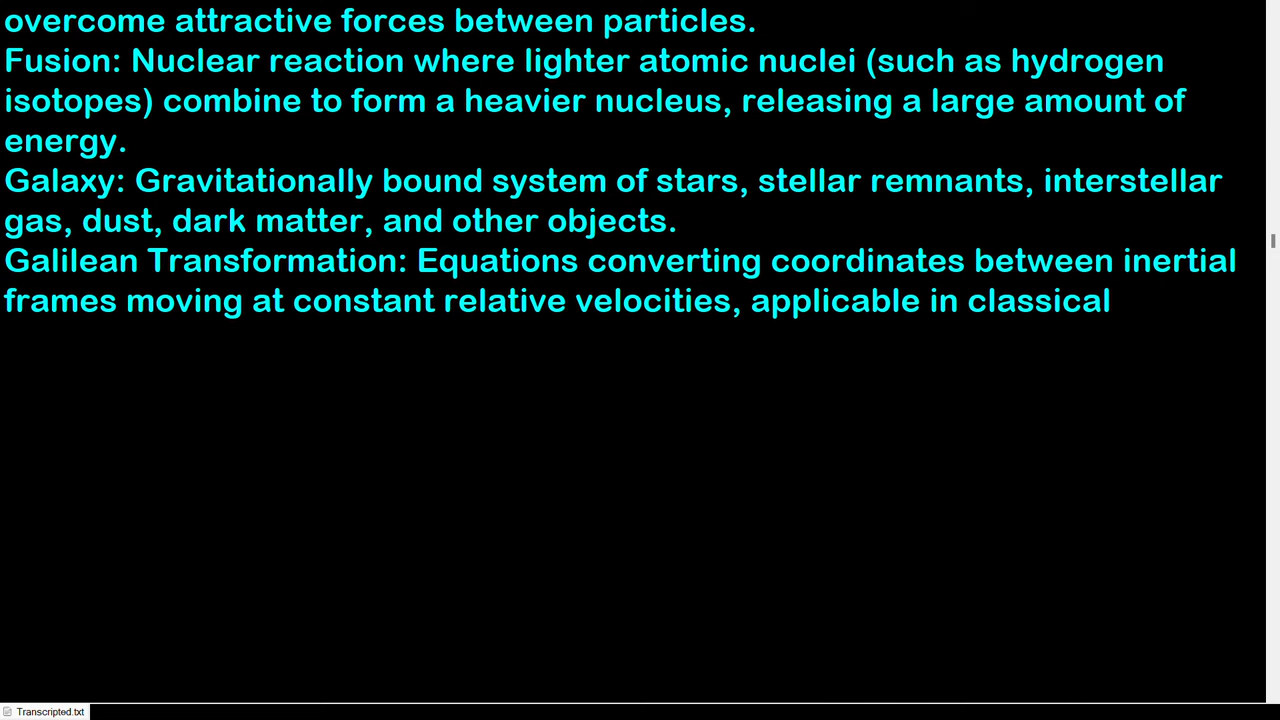 overcome attractive forces between particles.
Fusion: Nuclear reaction where lighter atomic nuclei (such as hydrogen
isotopes) combine to form a heavier nucleus, releasing a large amount of
energy.
Galaxy: Gravitationally bound system of stars, stellar remnants, interstellar
gas, dust, dark matter, and other objects.
Galilean Transformation: Equations converting coordinates between inertial
frames moving at constant relative velocities, applicable in classical
Transcripted.txt